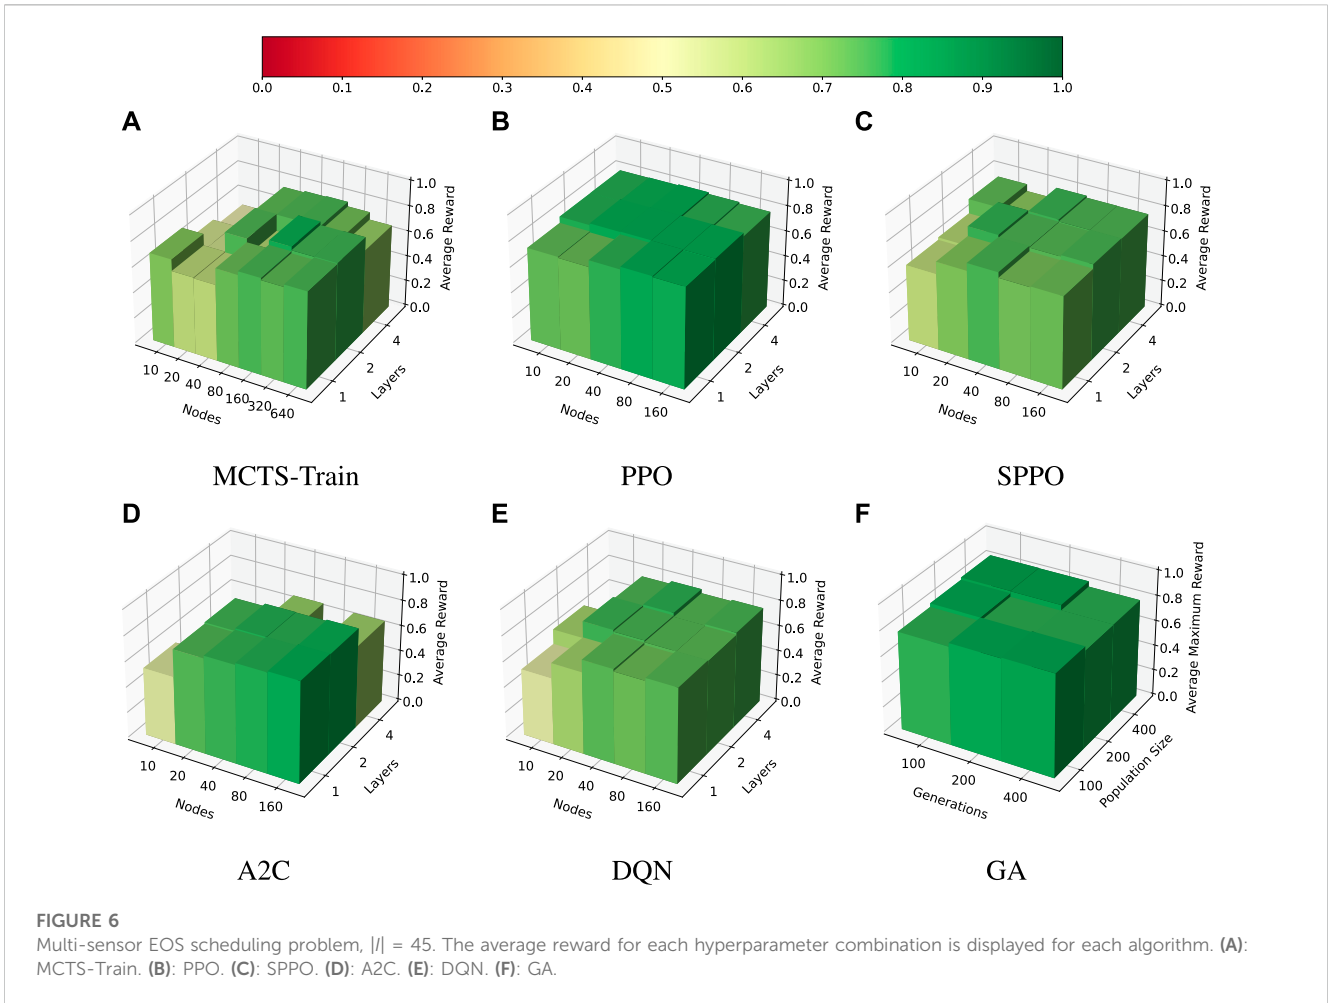 0.0 0.1 0.2 0.3 0.4 0.5 0.6 0.7 0.8 0.9 1.0
A
1.0
0.8
0.6
0.4
0.2
0.0
Average Reward
10 20 40 80 160 320 640
Nodes
1 2 4
Layers
MCTS-Train
B
1.0
0.8
0.6
0.4
0.2
0.0
Average Reward
10 20 40 80 160
Nodes
1 2 4
Layers
PPO
C
1.0
0.8
0.6
0.4
0.2
0.0
Average Reward
10 20 40 80 160
Nodes
1 2 4
Layers
SPPO
D
1.0
0.8
0.6
0.4
0.2
0.0
Average Reward
10 20 40 80 160
Nodes
1 2 4
Layers
A2C
E
1.0
0.8
0.6
0.4
0.2
0.0
Average Reward
10 20 40 80 160
Nodes
1 2 4
Layers
DQN
F
1.0
0.8
0.6
0.4
0.2
0.0
Average Maximum Reward
100 200 400
Generations
100 200 400
Population Size
GA
FIGURE 6
Multi-sensor EOS scheduling problem, |I| = 45. The average reward for each hyperparameter combination is displayed for each algorithm. (A):
MCTS-Train. (B): PPO. (C): SPPO. (D): A2C. (E): DQN. (F): GA.